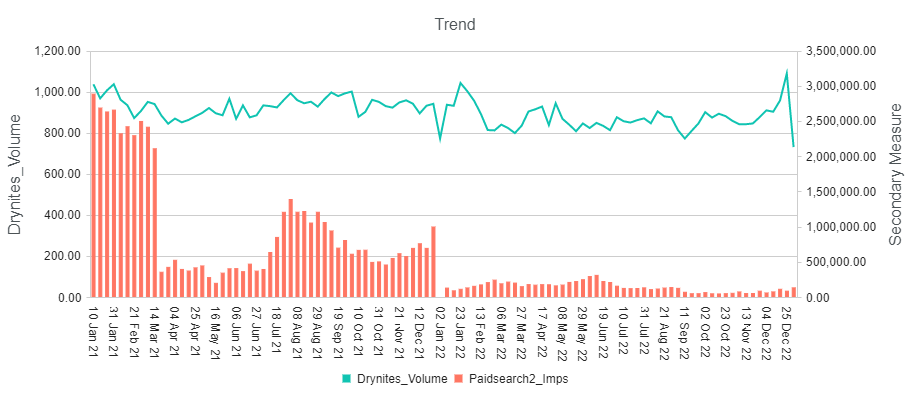 Trend
1,200.00
1,000.00
800.00
600.00
400.00
200.00
0.00
Drynites_Volume
3,500,000.00
3,000,000.00
2,500,000.00
2,000,000.00
1,500,000.00
1,000,000.00
500,000.00
0.00
Secondary Measure
10 Jan 21
31 Jan 21
21 Feb 21
14 Mar 21
04 Apr 21
25 Apr 21
16 May 21
06 Jun 21
27 Jun 21
18 Jul 21
08 Aug 21
29 Aug 21
19 Sep 21
10 Oct 21
31 Oct 21
21 Nov 21
12 Dec 21
02 Jan 22
23 Jan 22
13 Feb 22
06 Mar 22
27 Mar 22
17 Apr 22
08 May 22
29 May 22
19 Jun 22
10 Jul 22
31 Jul 22
21 Aug 22
11 Sep 22
02 Oct 22
23 Oct 22
13 Nov 22
04 Dec 22
25 Dec 22
Drynites_Volume Paidsearch2_Imps